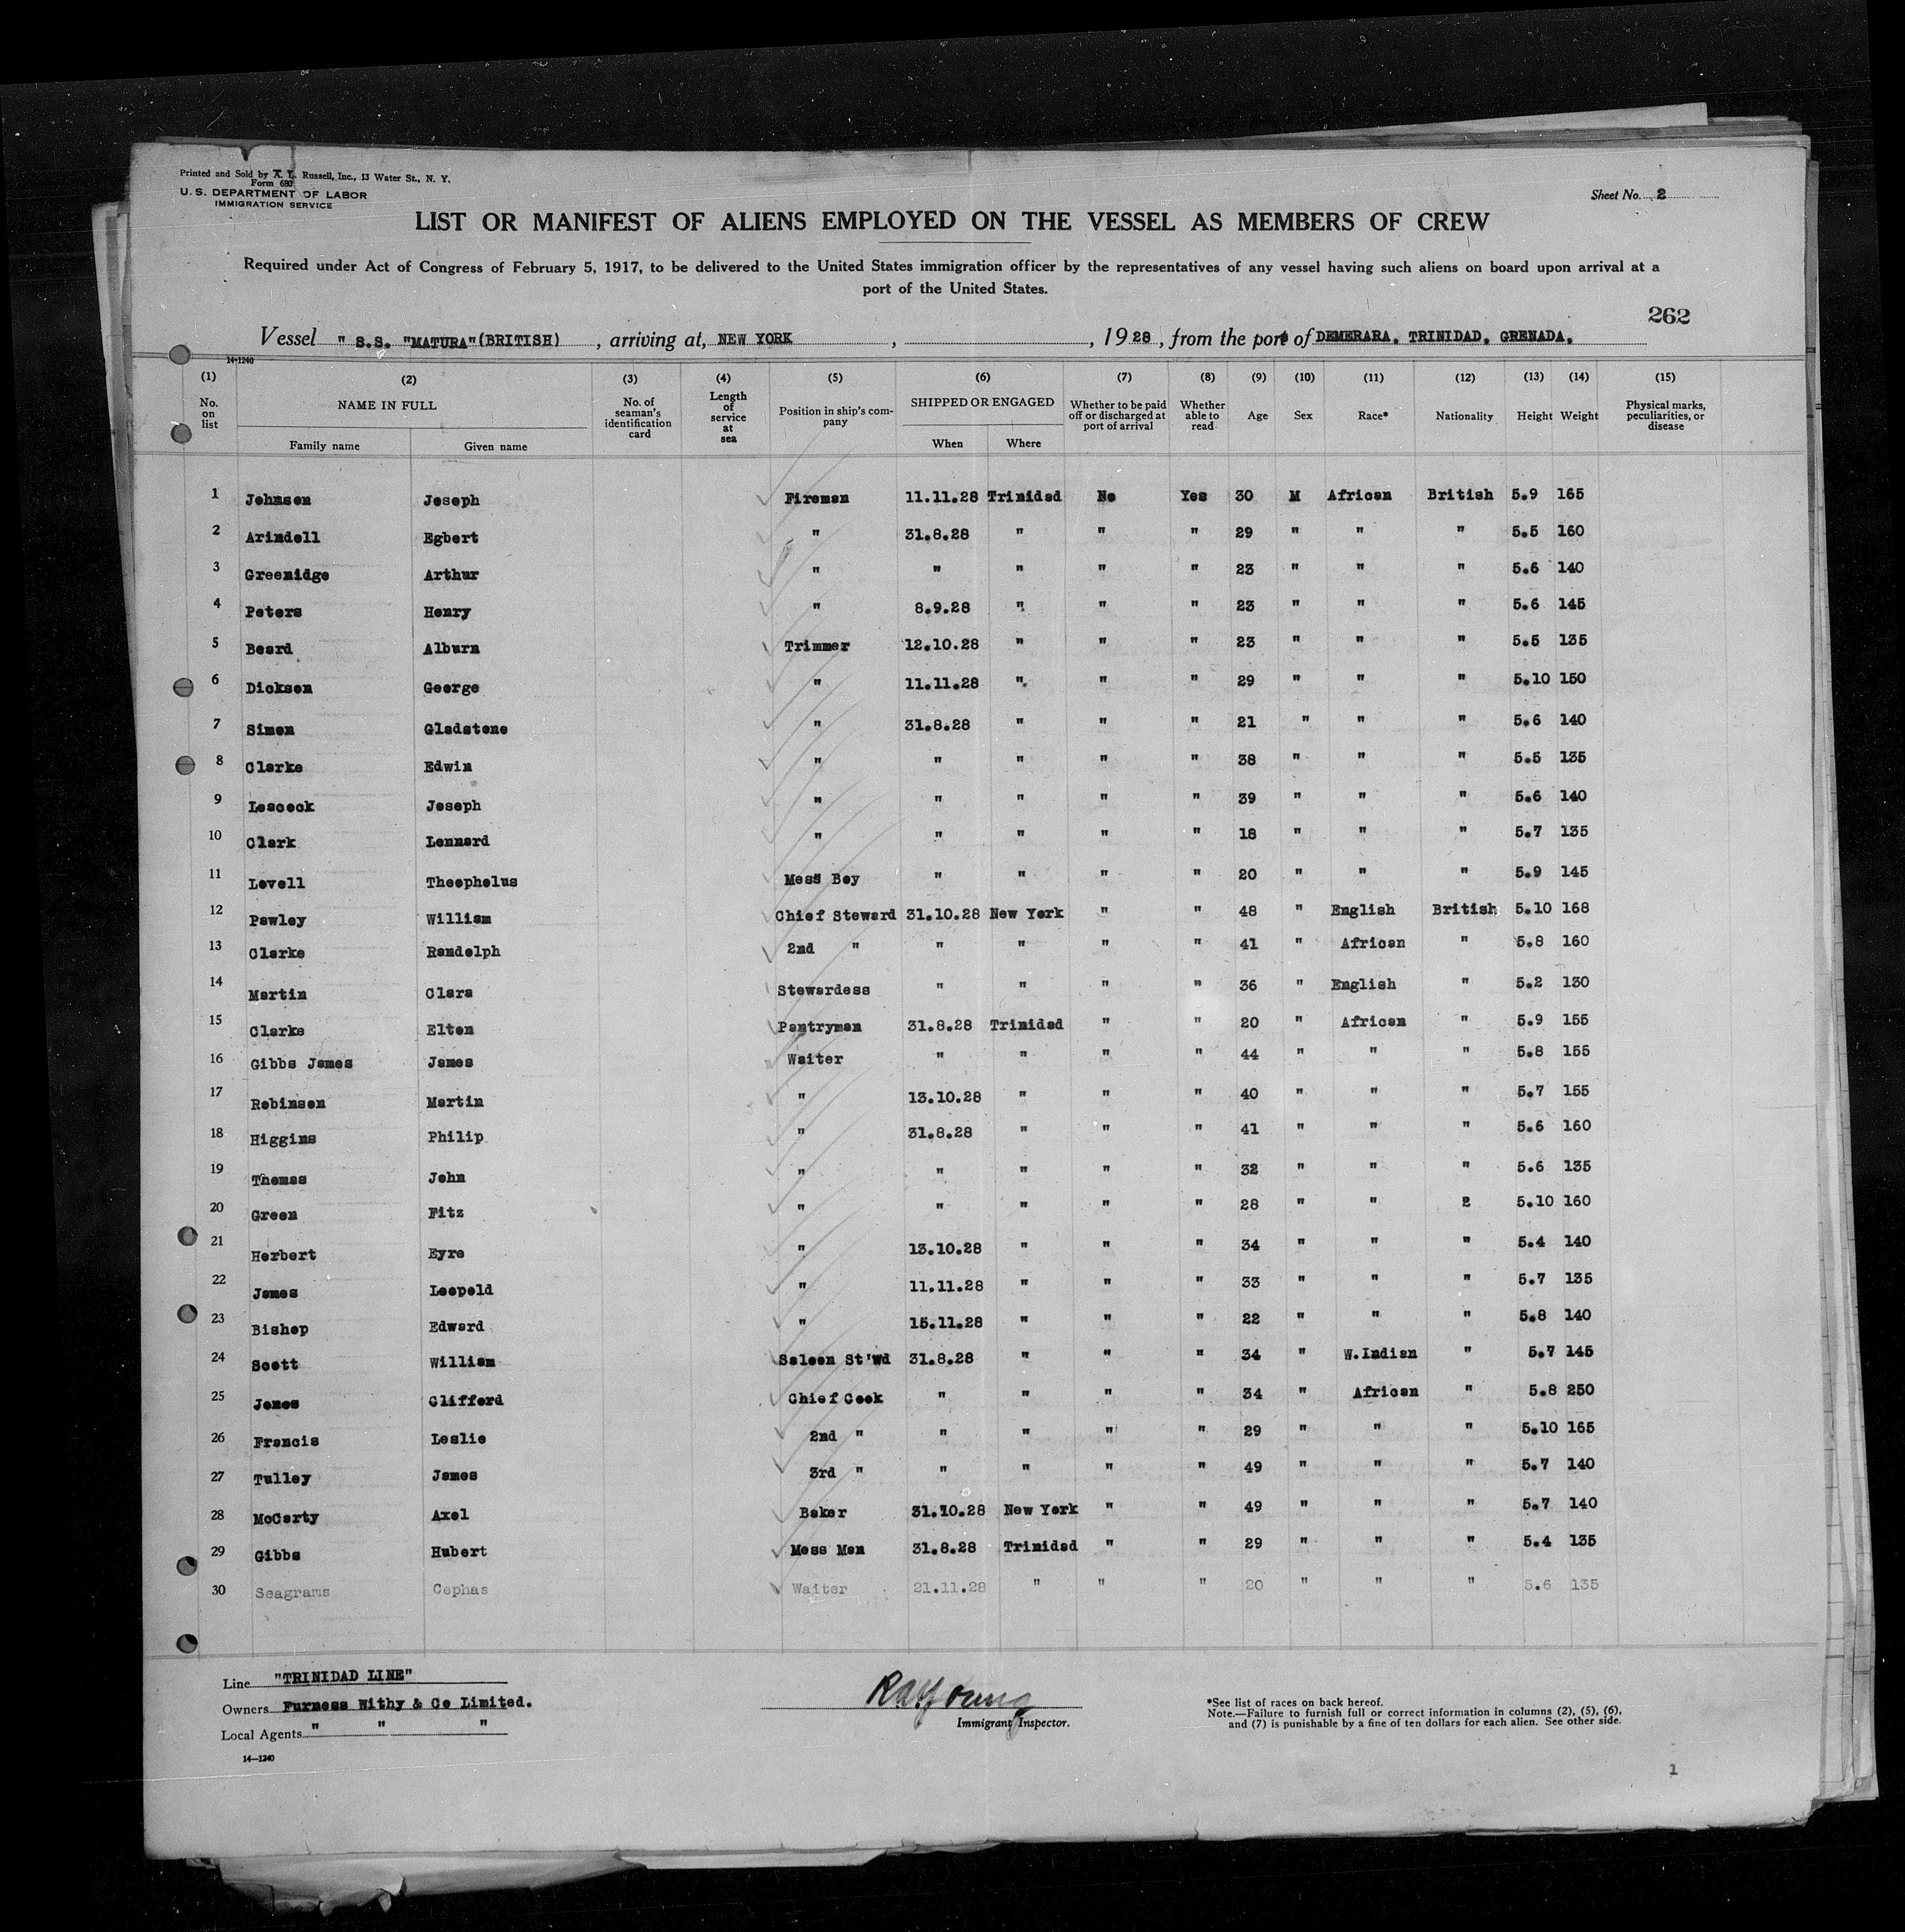 Printed and Sold by A. L. Russell, Inc., 13 Water St., N. Y.
Form 680
U. S. DEPARTMENT OF LABOR
IMMIGRATION SERVICE
Sheet No. 2
LIST OR MANIFEST OF ALIENS EMPLOYED ON THE VESSEL AS MEMBERS OF CREW
Required under Act of Congress of February 5, 1917, to be delivered to the United States immigration officer by the representatives of any vessel having such aliens on board upon arrival at a
port of the United States.
262
Vessel " S.S. "MATURA"(BRITISH) , arriving at, NEW YORK , , 1928, from the port of DEMERARA, TRINIDAD, GRENADA,
14-1240
(1) (2) (3) (4) (5) (6) (7) (8) (9) (10) (11) (12) (13) (14) (15)
No. on list NAME IN FULL Family name Given name No. of seaman's identification card Length of service at sea Position in ship's company SHIPPED OR ENGAGED When Where Whether to be paid off or discharged at port of arrival Whether able to read Age Sex Race* Nationality Height Weight Physical marks, peculiarities, or disease
1 Johnson Joseph Fireman 11.11.28 Trinidad No Yes 30 M African British 5.9 165
2 Arindell Egbert " 31.8.28 " " " 29 " " " 5.5 160
3 Greenidge Arthur " " " " " 23 " " " 5.6 140
4 Peters Henry " 8.9.28 " " " 23 " " " 5.6 145
5 Beard Alburn Trimmer 12.10.28 " " " 23 " " " 5.5 135
6 Dickson George " 11.11.28 " " " 29 " " " 5.10 150
7 Simon Gladstone " 31.8.28 " " " 21 " " " 5.6 140
8 Clarke Edwin " " " " " 38 " " " 5.5 135
9 Leacock Joseph " " " " " 39 " " " 5.6 140
10 Clark Lennard " " " " " 18 " " " 5.7 135
11 Lovell Theophelus Mess Boy " " " " 20 " " " 5.9 145
12 Pawley William Chief Steward 31.10.28 New York " " 48 " English British 5.10 168
13 Clarke Randolph 2nd " " " " " 41 " African " 5.8 160
14 Martin Clara Stewardess " " " " 36 " English " 5.2 130
15 Clarke Elton Pantryman 31.8.28 Trinidad " " 20 " African " 5.9 155
16 Gibbs James James Waiter " " " " 44 " " " 5.8 155
17 Robinson Martin " 13.10.28 " " " 40 " " " 5.7 155
18 Higgins Philip " 31.8.28 " " " 41 " " " 5.6 160
19 Thomas John " " " " " 32 " " " 5.6 135
20 Green Fitz " " " " " 28 " " 2 5.10 160
21 Herbert Eyre " 13.10.28 " " " 34 " " " 5.4 140
22 James Leopold " 11.11.28 " " " 33 " " " 5.7 135
23 Bishop Edward " 15.11.28 " " " 22 " " " 5.8 140
24 Scott William Saloon St'wd 31.8.28 " " " 34 " W.Indian " 5.7 145
25 Jones Clifford Chief Cook " " " " 34 " African " 5.8 250
26 Francis Leslie 2nd " " " " " 29 " " " 5.10 165
27 Tulley James 3rd " " " " " 49 " " " 5.7 140
28 McCarty Axel Baker 31.10.28 New York " " 49 " " " 5.7 140
29 Gibbs Hubert Mess Man 31.8.28 Trinidad " " 29 " " " 5.4 135
30 Seagrams Cephas Waiter 21.11.28 " " " 20 " " " 5.6 135
Line "TRINIDAD LINE"
Owners Furness Withy & Co Limited.
Local Agents " " "
14—1240
RaYoung
Immigrant Inspector.
*See list of races on back hereof.
Note.—Failure to furnish full or correct information in columns (2), (5), (6),
and (7) is punishable by a fine of ten dollars for each alien. See other side.
1